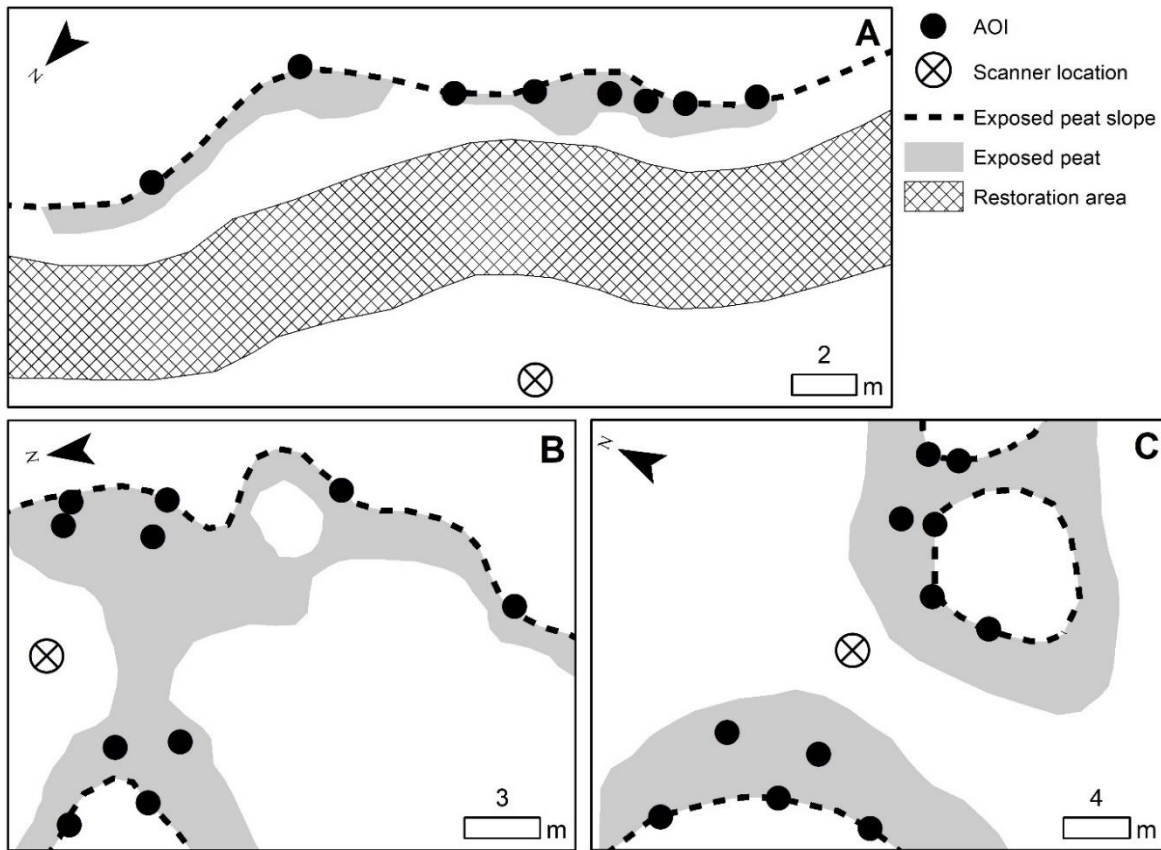 A
N
2
m
AOI
Scanner location
Exposed peat slope
Exposed peat
Restoration area
B
N
3
m
C
N
4
m